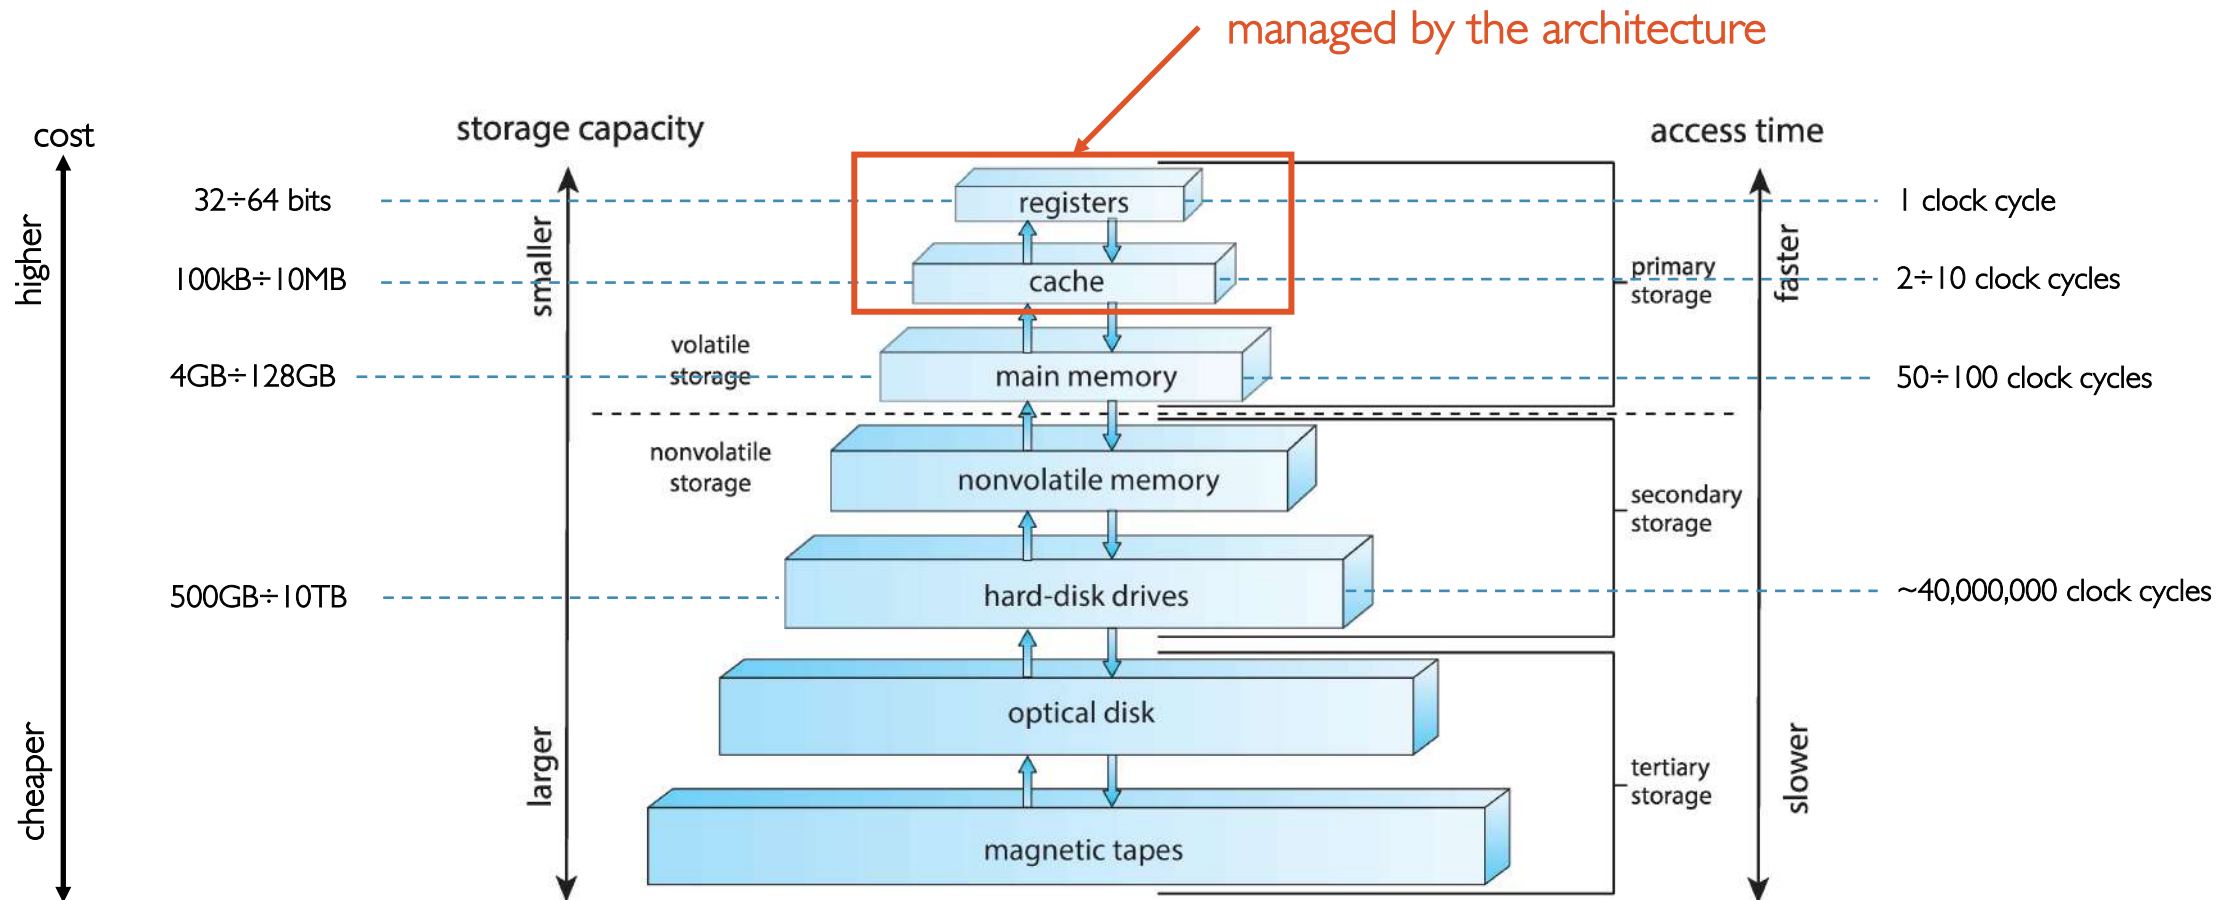 managed by the architecture
cost
storage capacity
access time
32÷64 bits
registers
1 clock cycle
higher
smaller
faster
primary
storage
100kB÷10MB
cache
2÷10 clock cycles
volatile
storage
4GB÷128GB
main memory
50÷100 clock cycles
nonvolatile
storage
nonvolatile memory
secondary
storage
500GB÷10TB
hard-disk drives
~40,000,000 clock cycles
optical disk
cheaper
larger
tertiary
storage
slower
magnetic tapes